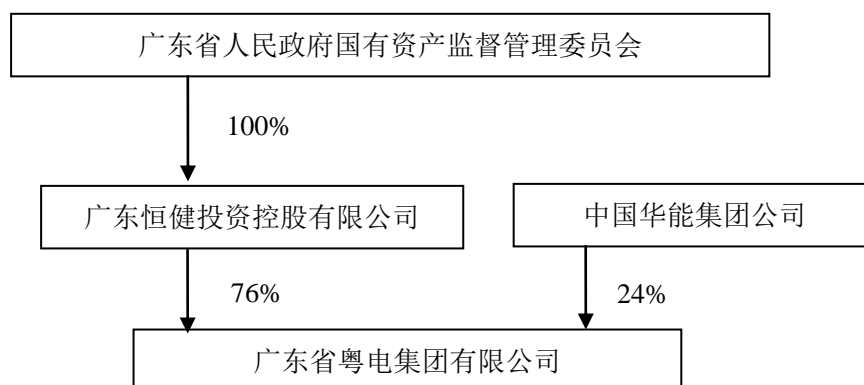 广东省人民政府国有资产监督管理委员会
100%
广东恒健投资控股有限公司
中国华能集团公司
76%
24%
广东省粤电集团有限公司